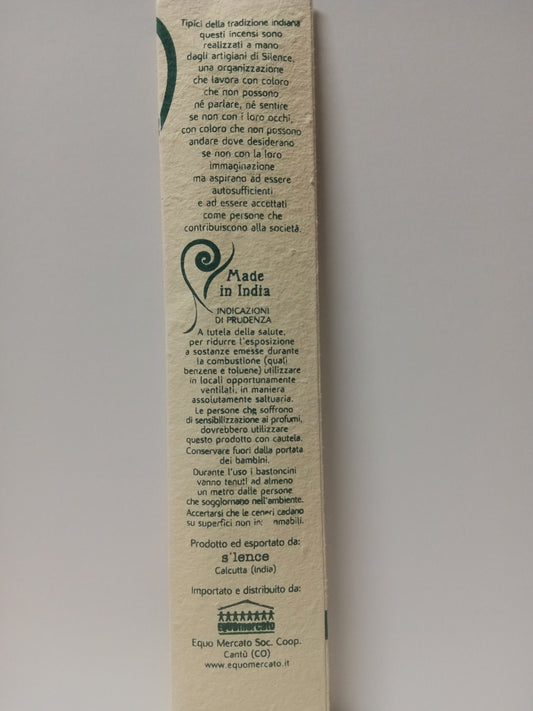 Tipici della tradizione indiana
questi incensi sono
realizzati a mano
dagli artigiani di Silence,
una organizzazione
che lavora con coloro
che non possono
né parlare, né sentire
se non con i loro occhi,
con coloro che non possono
andare dove desiderano
se non con la loro
immaginazione
ma aspirano ad essere
autosufficienti
e ad essere accettati
come persone che
contribuiscono alla società.
Made
in India
INDICAZIONI
DI PRUDENZA
A tutela della salute,
per ridurre l'esposizione
a sostanze emesse durante
la combustione (quali
benzene e toluene) utilizzare
in locali opportunamente
ventilati, in maniera
assolutamente saltuaria.
Le persone che soffrono
di sensibilizzazione ai profumi,
dovrebbero utilizzare
questo prodotto con cautela.
Conservare fuori dalla portata
dei bambini.
Durante l'uso i bastoncini
vanno tenuti ad almeno
un metro dalle persone
che soggiornano nell'ambiente.
Accertarsi che le ceneri cadano
su superfici non
Prodotto ed esportato da:
s'lence
Calcutta (India)
Importato e distribuito da:
Equomercato
Equo Mercato Soc. Coop.
Cantù (CO)
www.equomercato.it